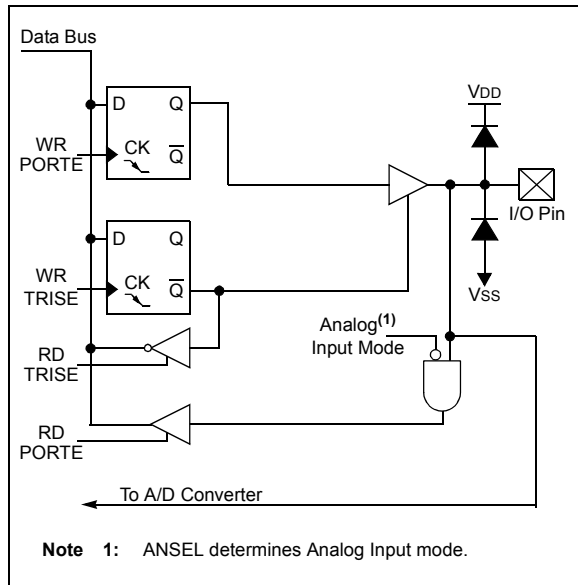 Data Bus
D Q
VDD
WR
PORTE
CK Q
I/O Pin
D Q
WR
TRISE
CK Q
VSS
Analog(1)
Input Mode
RD
TRISE
RD
PORTE
To A/D Converter
Note 1: ANSEL determines Analog Input mode.